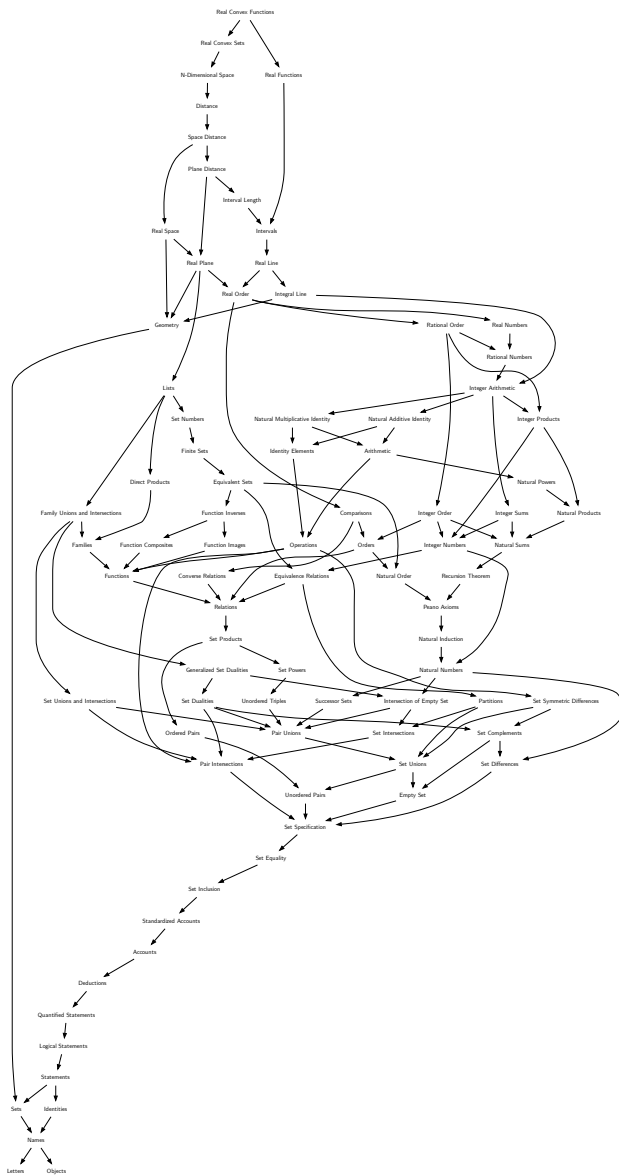 Real Convex Functions
Real Convex Sets
N-Dimensional Space Real Functions
Distance
Space Distance
Plane Distance
Interval Length
Real Space Intervals
Real Plane Real Line
Real Order Integral Line
Geometry Rational Order Real Numbers
Rational Numbers
Lists Integer Arithmetic
Set Numbers Natural Multiplicative Identity Natural Additive Identity Integer Products
Finite Sets Identity Elements Arithmetic
Direct Products Equivalent Sets Natural Powers
Family Unions and Intersections Function Inverses Comparisons Integer Order Integer Sums Natural Products
Families Function Composites Function Images Operations Orders Integer Numbers Natural Sums
Functions Converse Relations Equivalence Relations Natural Order Recursion Theorem
Relations Peano Axioms
Set Products Natural Induction
Generalized Set Dualities Set Powers Natural Numbers
Set Unions and Intersections Set Dualities Unordered Triples Successor Sets Intersection of Empty Set Partitions Set Symmetric Differences
Ordered Pairs Pair Unions Set Intersections Set Complements
Pair Intersections Set Unions Set Differences
Unordered Pairs Empty Set
Set Specification
Set Equality
Set Inclusion
Standardized Accounts
Accounts
Deductions
Quantified Statements
Logical Statements
Statements
Sets Identities
Names
Letters Objects